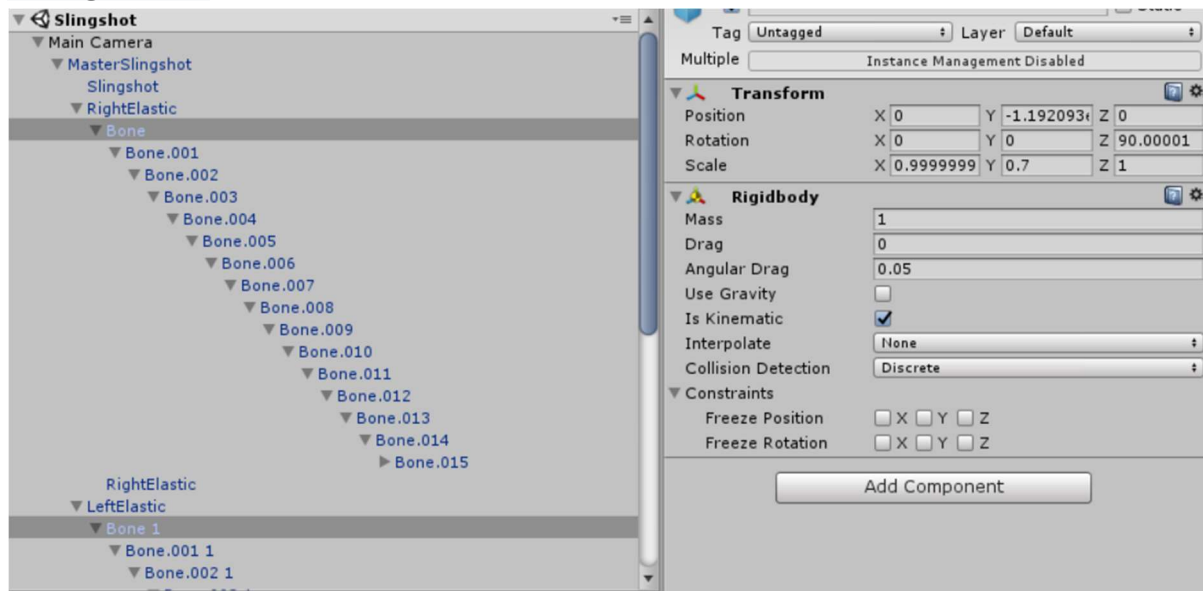 Slingshot
Main Camera
MasterSlingshot
Slingshot
RightElastic
Bone
Bone.001
Bone.002
Bone.003
Bone.004
Bone.005
Bone.006
Bone.007
Bone.008
Bone.009
Bone.010
Bone.011
Bone.012
Bone.013
Bone.014
Bone.015
RightElastic
LeftElastic
Bone 1
Bone.001 1
Bone.002 1
Tag Untagged Layer Default
Multiple Instance Management Disabled
Transform
Position X 0 Y -1.192093e Z 0
Rotation X 0 Y 0 Z 90.00001
Scale X 0.9999999 Y 0.7 Z 1
Rigidbody
Mass 1
Drag 0
Angular Drag 0.05
Use Gravity
Is Kinematic
Interpolate None
Collision Detection Discrete
Constraints
Freeze Position X Y Z
Freeze Rotation X Y Z
Add Component